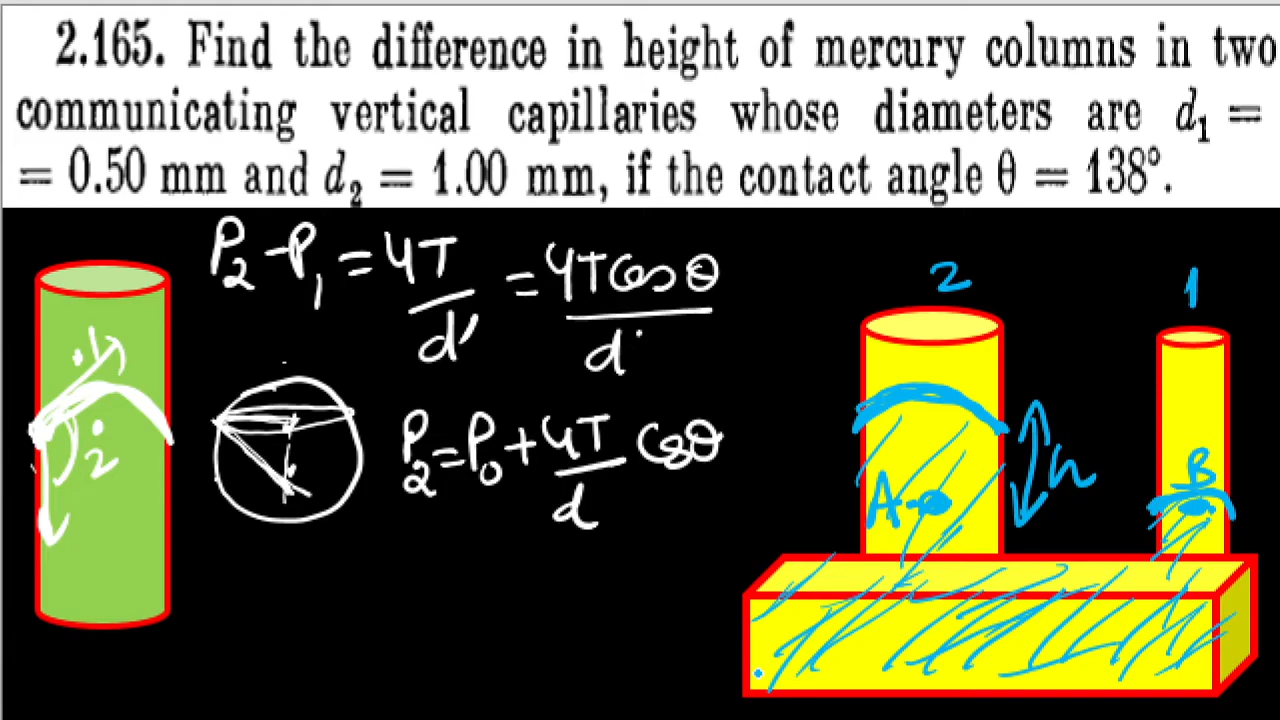 2.165. Find the difference in height of mercury columns in two
communicating vertical capillaries whose diameters are d₁ =
= 0.50 mm and d₂ = 1.00 mm, if the contact angle θ = 138°.
P₂ - P₁ = 4T/d' = 4T cos θ/d
P₂ = P₀ + 4T/d cos θ
2 1
1
2
h
A B